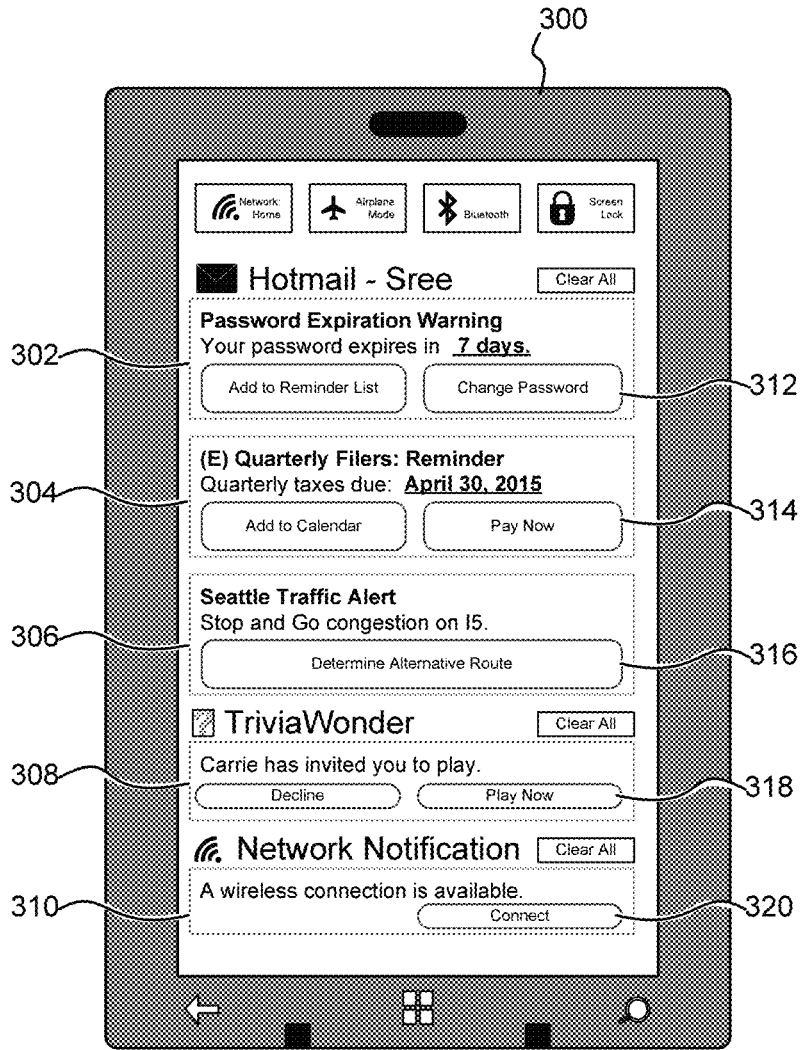 300
Network:
Home
Airplane
Mode
Bluetooth
Screen
Lock
Hotmail - Sree
Clear All
Password Expiration Warning
302
Your password expires in 7 days.
Add to Reminder List
Change Password
312
(E) Quarterly Filers: Reminder
304
Quarterly taxes due: April 30, 2015
Add to Calendar
Pay Now
314
Seattle Traffic Alert
306
Stop and Go congestion on I5.
Determine Alternative Route
316
? TriviaWonder
Clear All
Carrie has invited you to play.
308
Decline
Play Now
318
Network Notification
Clear All
A wireless connection is available.
310
Connect
320